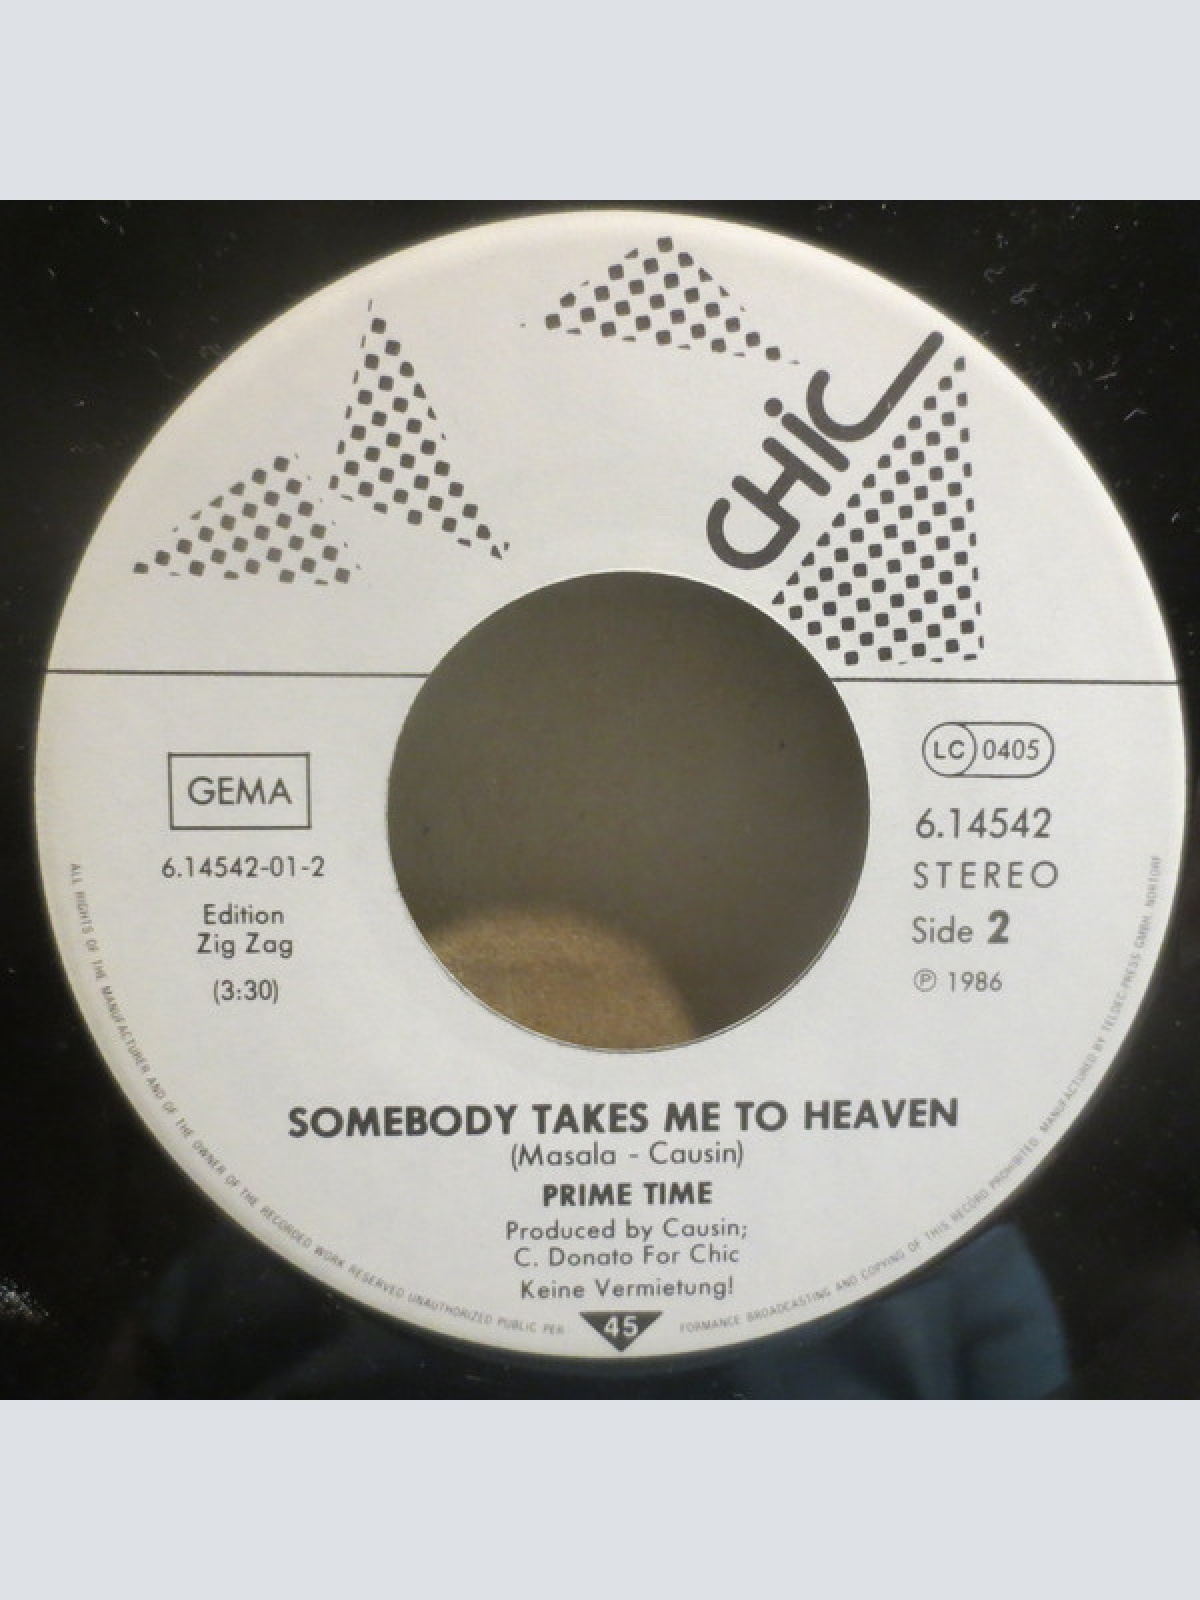 CHIC
GEMA
6.14542-01-2
Edition
Zig Zag
(3:30)
LC 0405
6.14542
STEREO
Side 2
℗ 1986
SOMEBODY TAKES ME TO HEAVEN
(Masala - Causin)
PRIME TIME
Produced by Causin;
C. Donato For Chic
Keine Vermietung!
45
ALL RIGHTS OF THE MANUFACTURER AND OF THE OWNER OF THE RECORDED WORK RESERVED UNAUTHORIZED PUBLIC PER FORMANCE BROADCASTING AND COPYING OF THIS RECORD PROHIBITED. MANUFACTURED BY TELDEC-PRESS GMBH. NORTORF